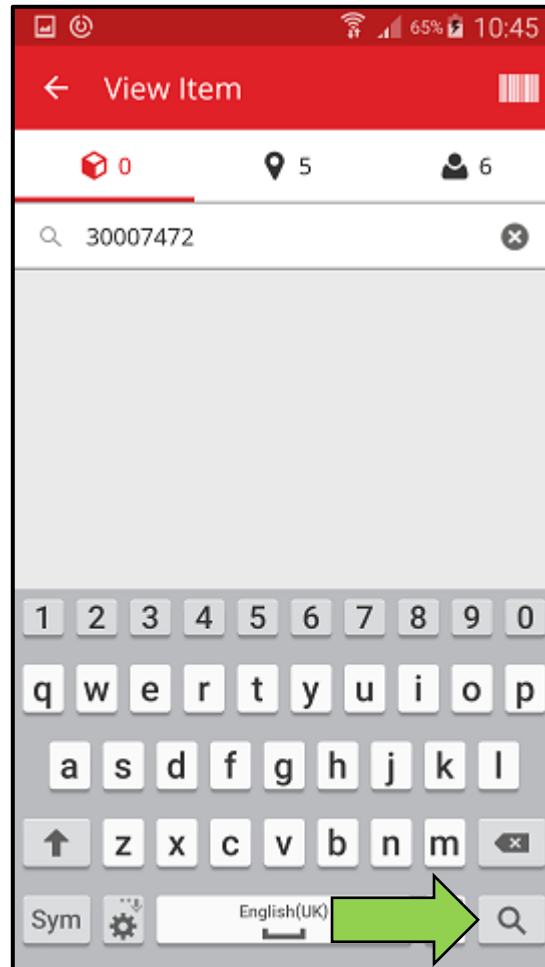 65% 10:45
View Item
0 5 6
30007472
1 2 3 4 5 6 7 8 9 0
q w e r t y u i o p
a s d f g h j k l
z x c v b n m
Sym English(UK)